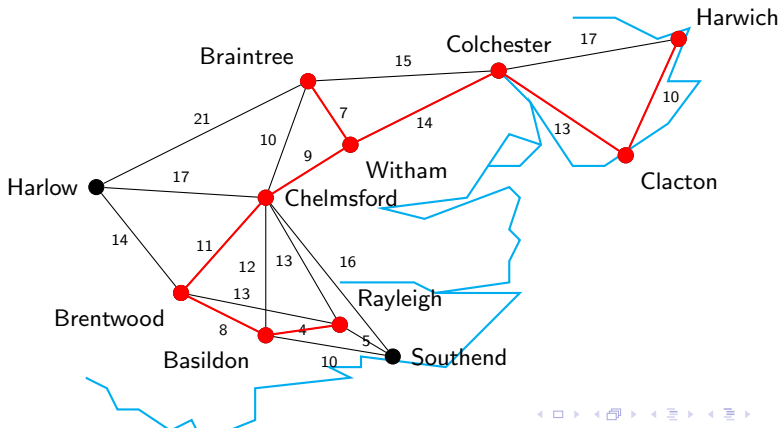 Harwich
Colchester
17
Braintree
15
10
21
7
14
13
10
9
Witham
Clacton
Harlow
17
Chelmsford
14
11
12
13
16
13
Rayleigh
Brentwood
8
4
5
Basildon
10
Southend